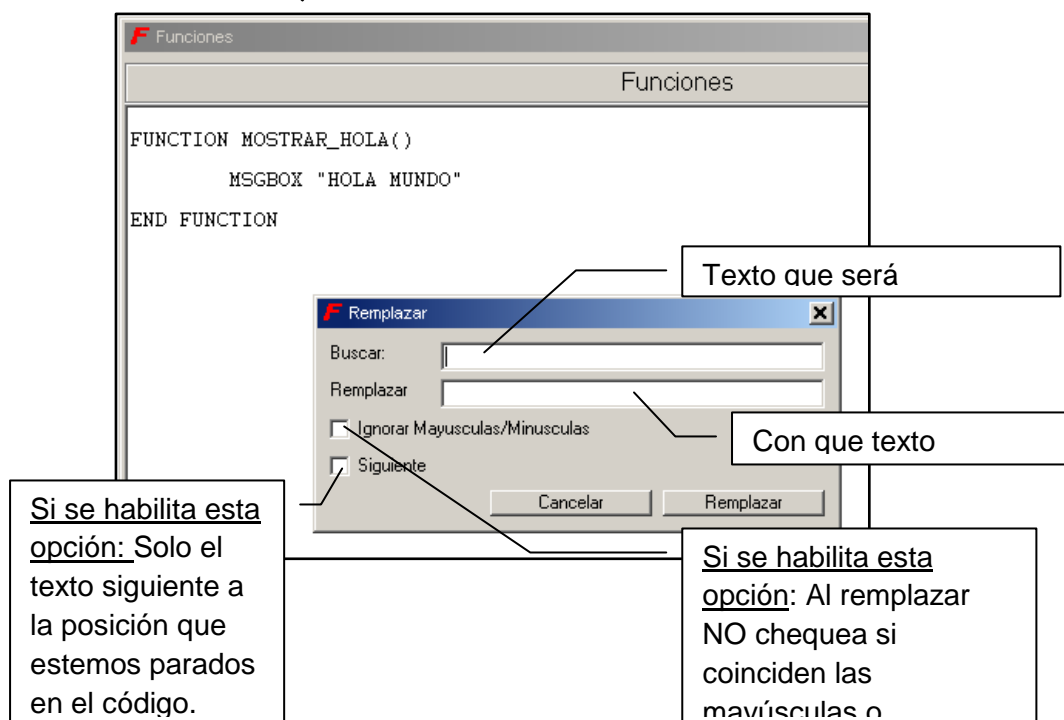 Funciones
Funciones
FUNCTION MOSTRAR_HOLA()
MSGBOX "HOLA MUNDO"
END FUNCTION
Texto que será
Remplazar
Buscar:
Remplazar
Ignorar Mayusculas/Minusculas
Con que texto
Siguiente
Cancelar
Remplazar
Si se habilita esta
opción: Solo el
texto siguiente a
la posición que
estemos parados
en el código.
Si se habilita esta
opción: Al remplazar
NO chequea si
coinciden las
mayúsculas o